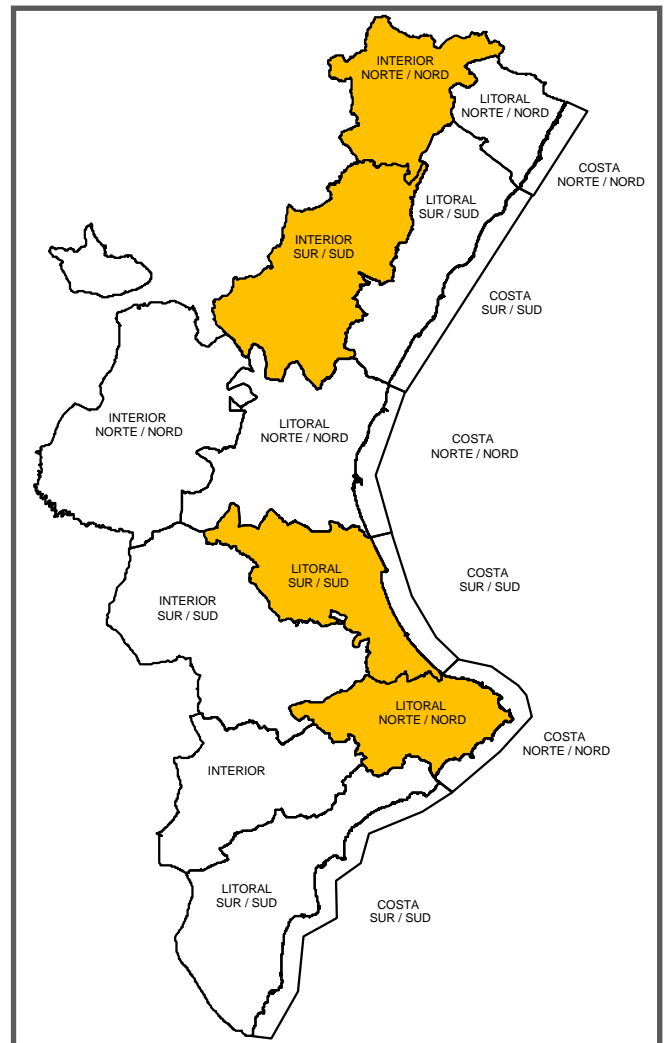 INTERIOR
NORTE / NORD
LITORAL
NORTE / NORD
COSTA
NORTE / NORD
LITORAL
SUR / SUD
INTERIOR
SUR / SUD
COSTA
SUR / SUD
INTERIOR
NORTE / NORD
LITORAL
NORTE / NORD
COSTA
NORTE / NORD
LITORAL
SUR / SUD
COSTA
SUR / SUD
INTERIOR
SUR / SUD
LITORAL
NORTE / NORD
COSTA
NORTE / NORD
INTERIOR
LITORAL
SUR / SUD
COSTA
SUR / SUD